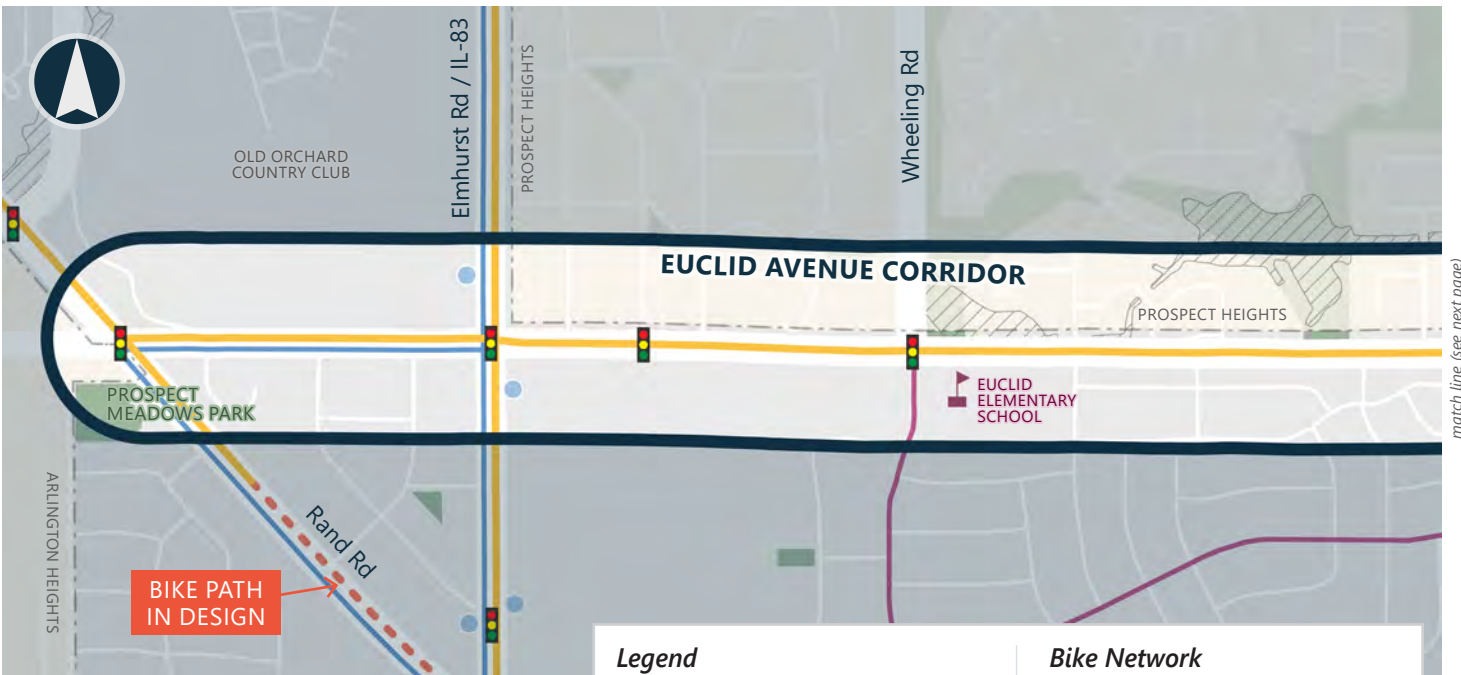 Elmhurst Rd / IL-83
PROSPECT HEIGHTS
Wheeling Rd
OLD ORCHARD
COUNTRY CLUB
EUCLID AVENUE CORRIDOR
PROSPECT HEIGHTS
match line (see next page)
PROSPECT
MEADOWS PARK
EUCLID
ELEMENTARY
SCHOOL
ARLINGTON HEIGHTS
Rand Rd
BIKE PATH
IN DESIGN
Legend
Bike Network